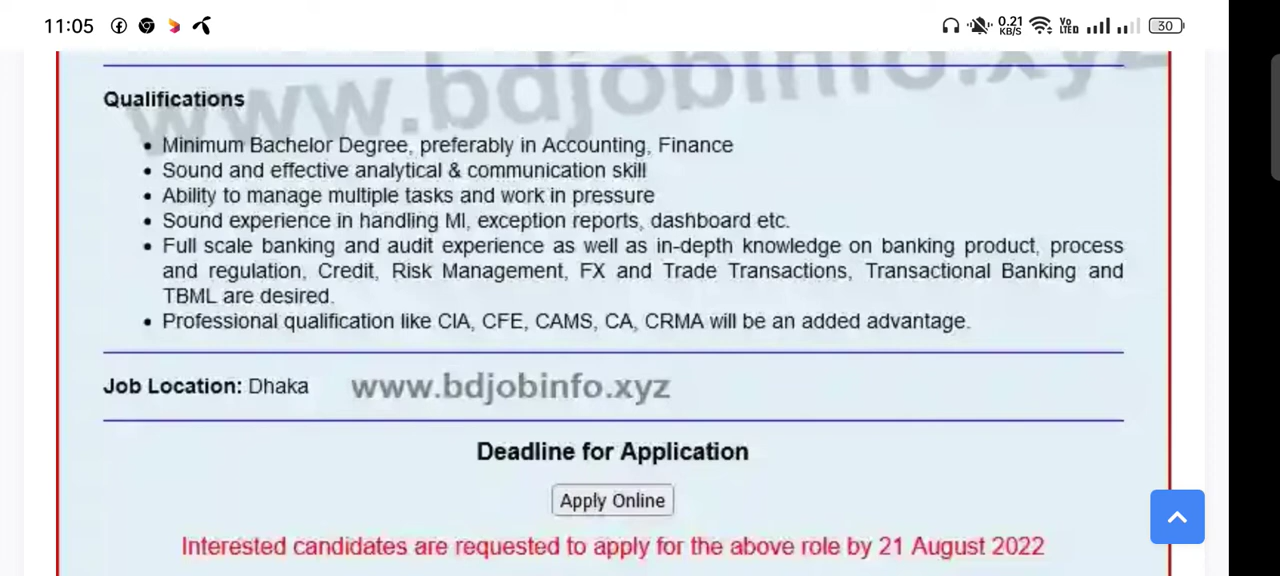 11:05 0.21 KB/S Vo LTED 30
www.bdjobinfo.xyz
Qualifications
• Minimum Bachelor Degree, preferably in Accounting, Finance
• Sound and effective analytical & communication skill
• Ability to manage multiple tasks and work in pressure
• Sound experience in handling MI, exception reports, dashboard etc.
• Full scale banking and audit experience as well as in-depth knowledge on banking product, process
and regulation, Credit, Risk Management, FX and Trade Transactions, Transactional Banking and
TBML are desired.
• Professional qualification like CIA, CFE, CAMS, CA, CRMA will be an added advantage.
Job Location: Dhaka www.bdjobinfo.xyz
Deadline for Application
Apply Online
Interested candidates are requested to apply for the above role by 21 August 2022